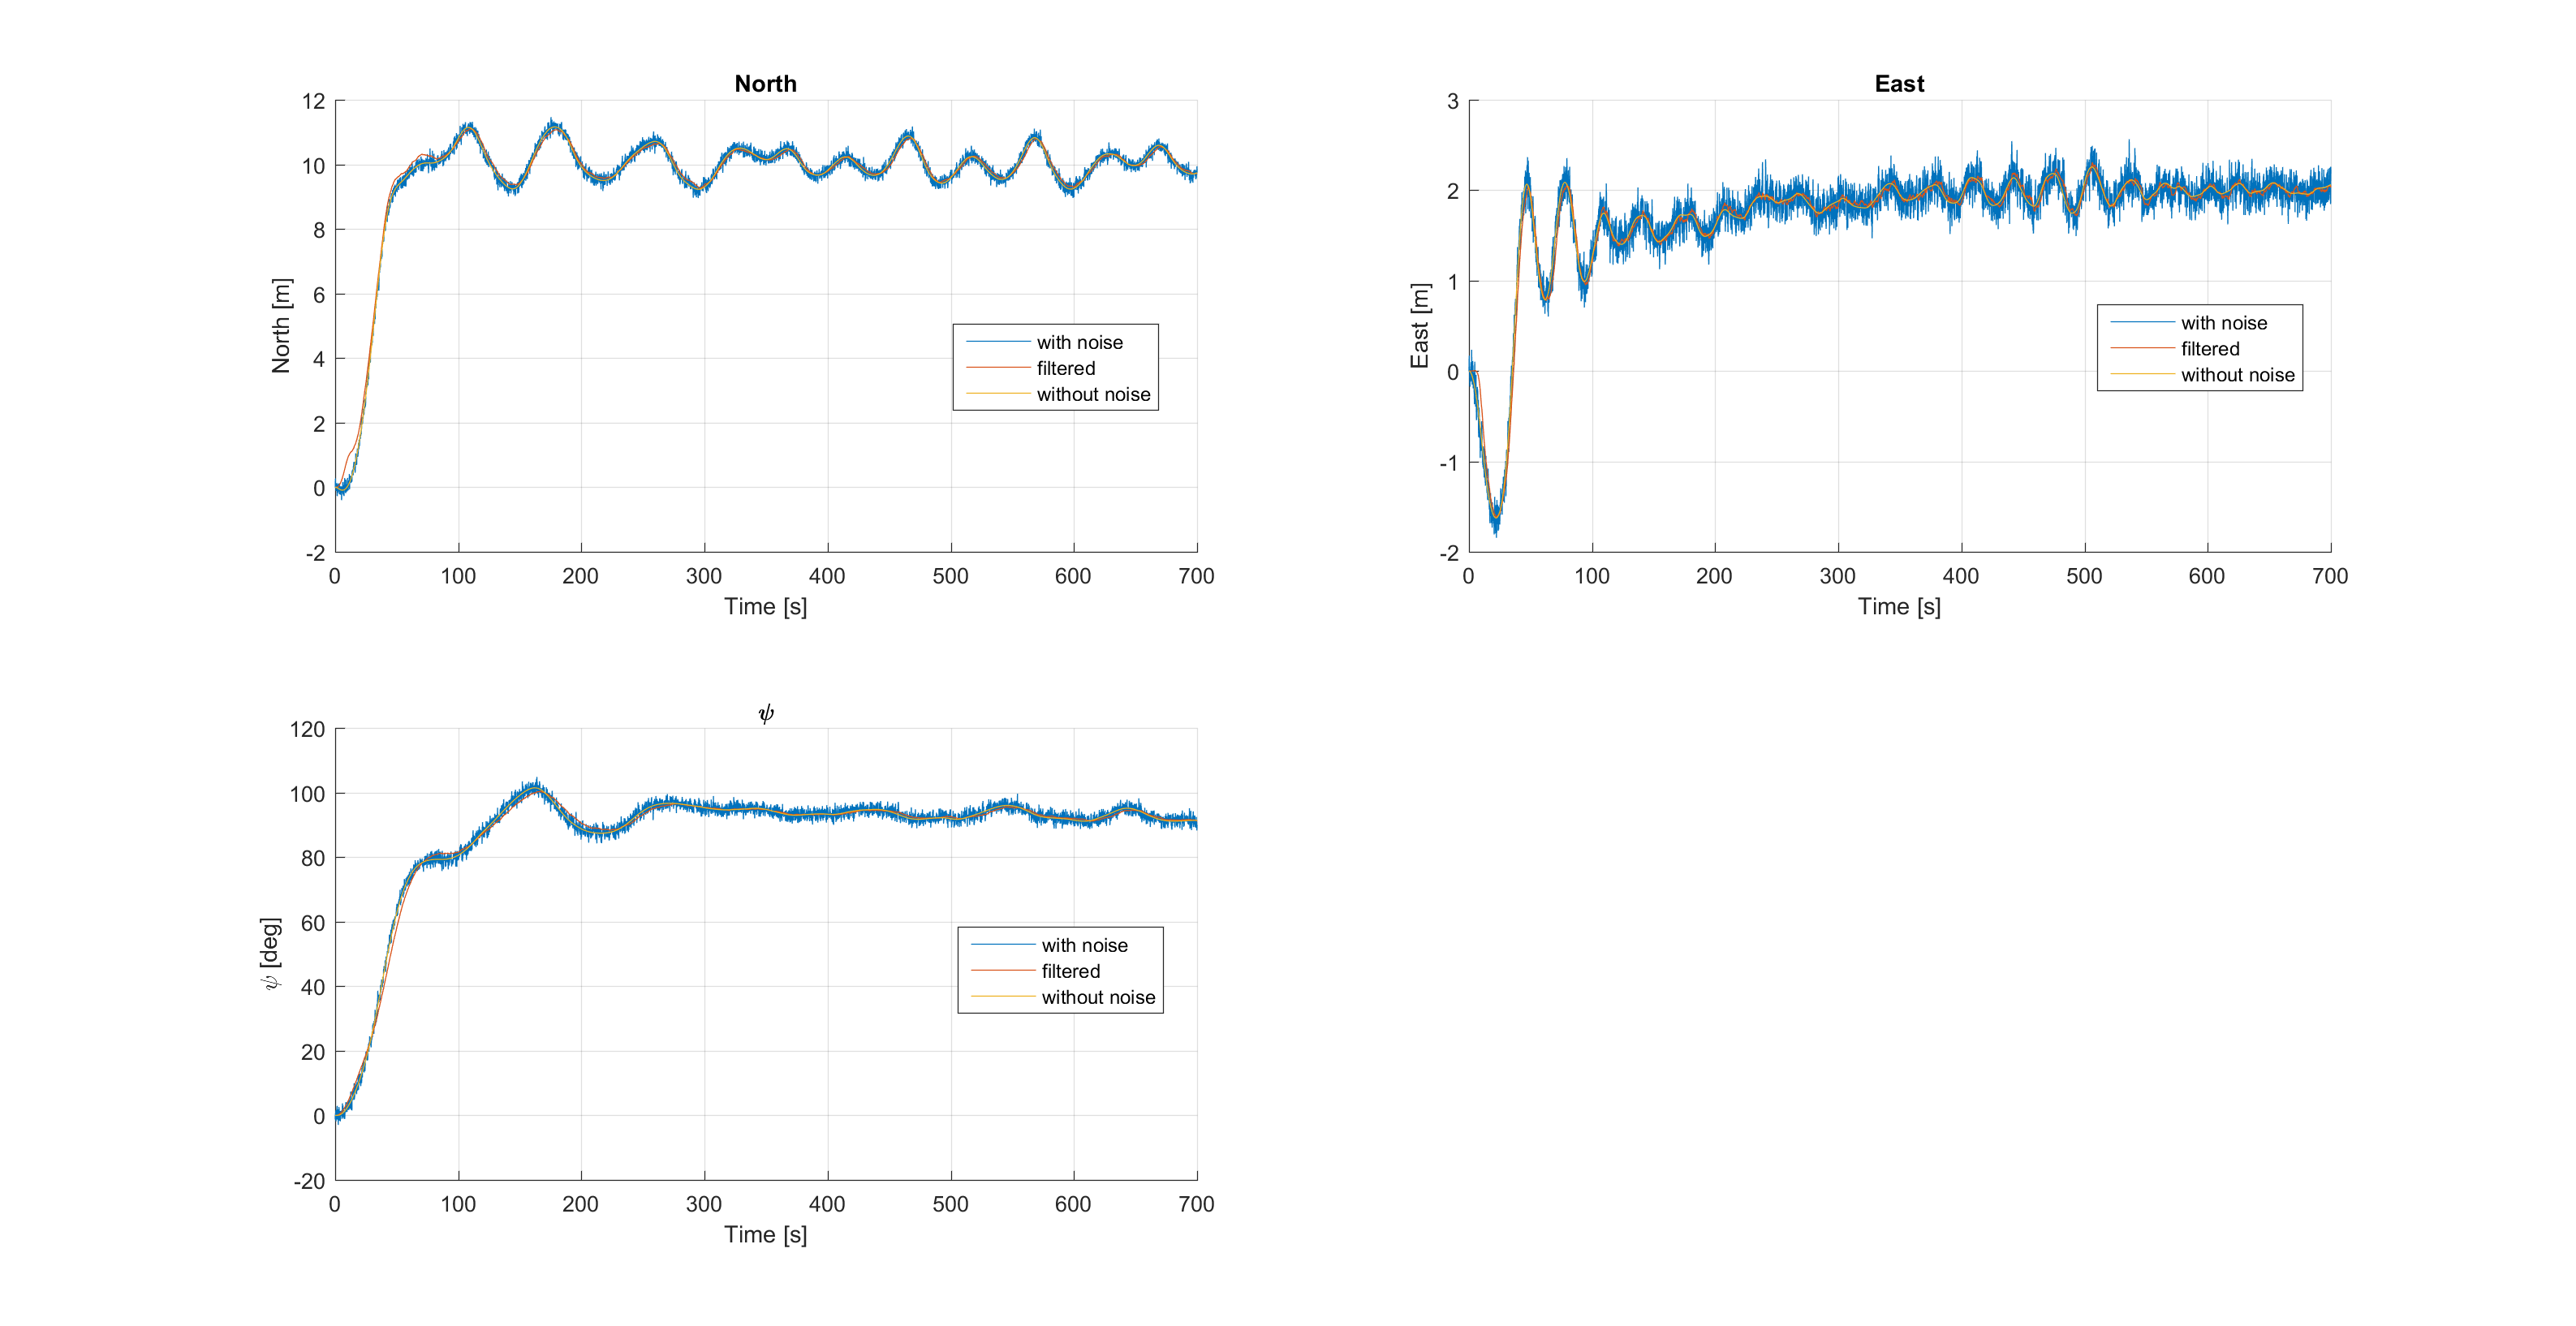 North
12
10
8
6
4
2
0
-2
North [m]
with noise
filtered
without noise
0 100 200 300 400 500 600 700
Time [s]
East
3
2
1
0
-1
-2
East [m]
with noise
filtered
without noise
0 100 200 300 400 500 600 700
Time [s]
ψ
120
100
80
60
40
20
0
-20
ψ [deg]
with noise
filtered
without noise
0 100 200 300 400 500 600 700
Time [s]